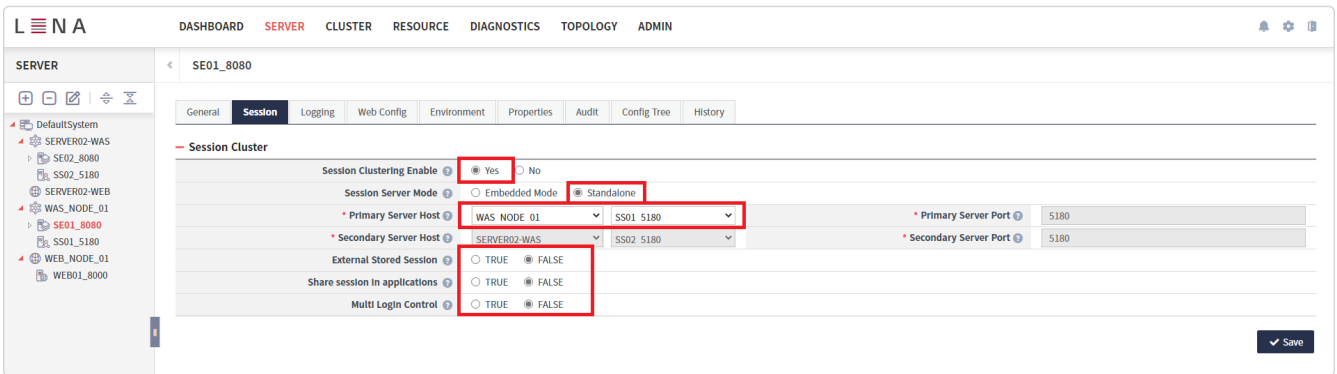 LENA
DASHBOARD SERVER CLUSTER RESOURCE DIAGNOSTICS TOPOLOGY ADMIN
SERVER
SE01_8080
General Session Logging Web Config Environment Properties Audit Config Tree History
DefaultSystem
SERVER02-WAS
SE02_8080
SS02_5180
SERVER02-WEB
WAS_NODE_01
SE01_8080
SS01_5180
WEB_NODE_01
WEB01_8000
Session Cluster
Session Clustering Enable ? Yes No
Session Server Mode ? Embedded Mode Standalone
* Primary Server Host ? WAS_NODE_01 SS01_5180 * Primary Server Port ? 5180
* Secondary Server Host ? SERVER02-WAS SS02_5180 * Secondary Server Port ? 5180
External Stored Session ? TRUE FALSE
Share session in applications ? TRUE FALSE
Multi Login Control ? TRUE FALSE
Save